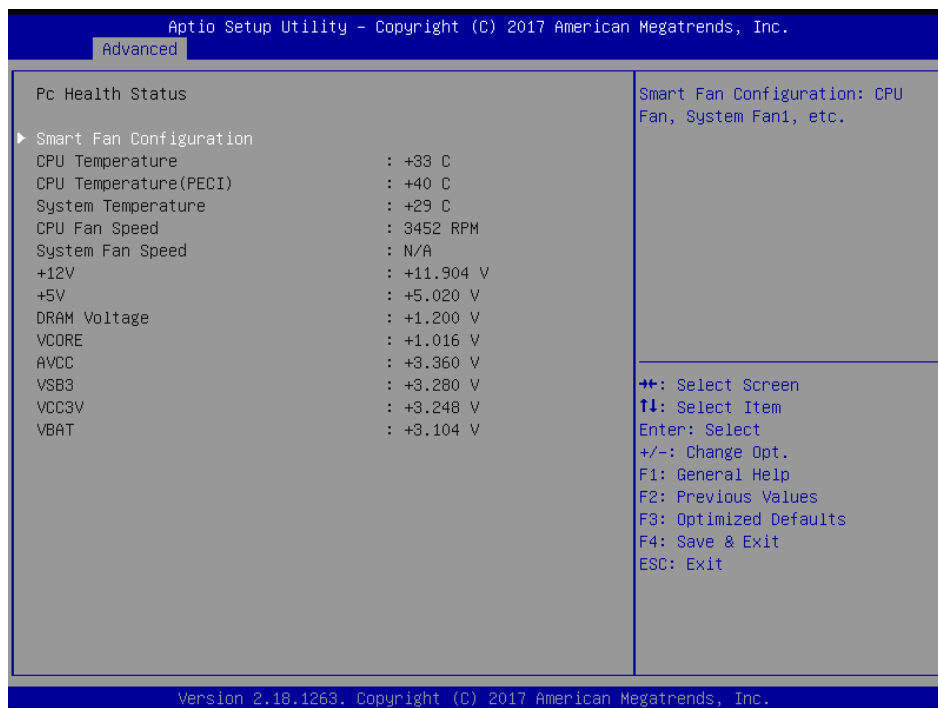 Aptio Setup Utility – Copyright (C) 2017 American Megatrends, Inc.
Advanced
Pc Health Status
Smart Fan Configuration
CPU Temperature : +33 C
CPU Temperature(PECI) : +40 C
System Temperature : +29 C
CPU Fan Speed : 3452 RPM
System Fan Speed : N/A
+12V : +11.904 V
+5V : +5.020 V
DRAM Voltage : +1.200 V
VCORE : +1.016 V
AVCC : +3.360 V
VSB3 : +3.280 V
VCC3V : +3.248 V
VBAT : +3.104 V
Smart Fan Configuration: CPU
Fan, System Fan1, etc.
→←: Select Screen
↑↓: Select Item
Enter: Select
+/-: Change Opt.
F1: General Help
F2: Previous Values
F3: Optimized Defaults
F4: Save & Exit
ESC: Exit
Version 2.18.1263. Copyright (C) 2017 American Megatrends, Inc.